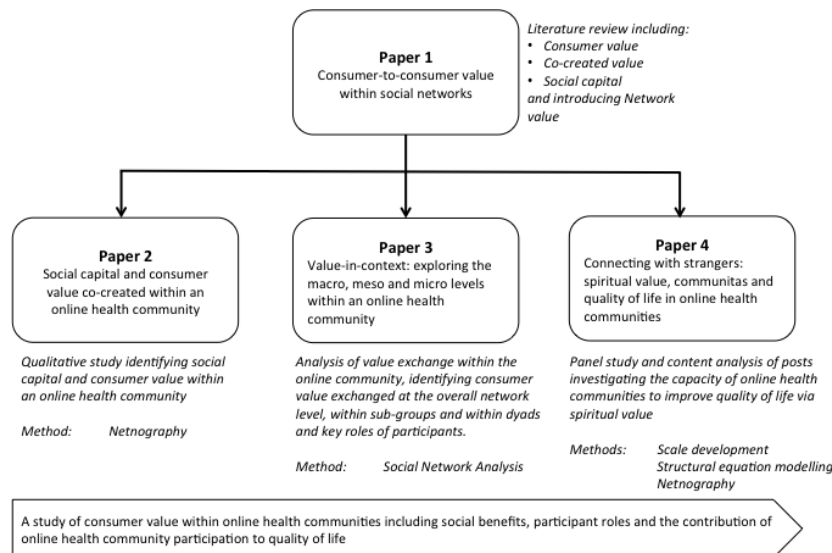 Paper 1
Consumer-to-consumer value
within social networks
Literature review including:
• Consumer value
• Co-created value
• Social capital
and introducing Network
value
Paper 2
Social capital and consumer
value co-created within an
online health community
Qualitative study identifying social
capital and consumer value within
an online health community
Method: Netnography
Paper 3
Value-in-context: exploring the
macro, meso and micro levels
within an online health
community
Analysis of value exchange within the
online community, identifying consumer
value exchanged at the overall network
level, within sub-groups and within dyads
and key roles of participants.
Method: Social Network Analysis
Paper 4
Connecting with strangers:
spiritual value, communitas and
quality of life in online health
communities
Panel study and content analysis of posts
investigating the capacity of online health
communities to improve quality of life via
spiritual value
Methods: Scale development
Structural equation modelling
Netnography
A study of consumer value within online health communities including social benefits, participant roles and the contribution of
online health community participation to quality of life